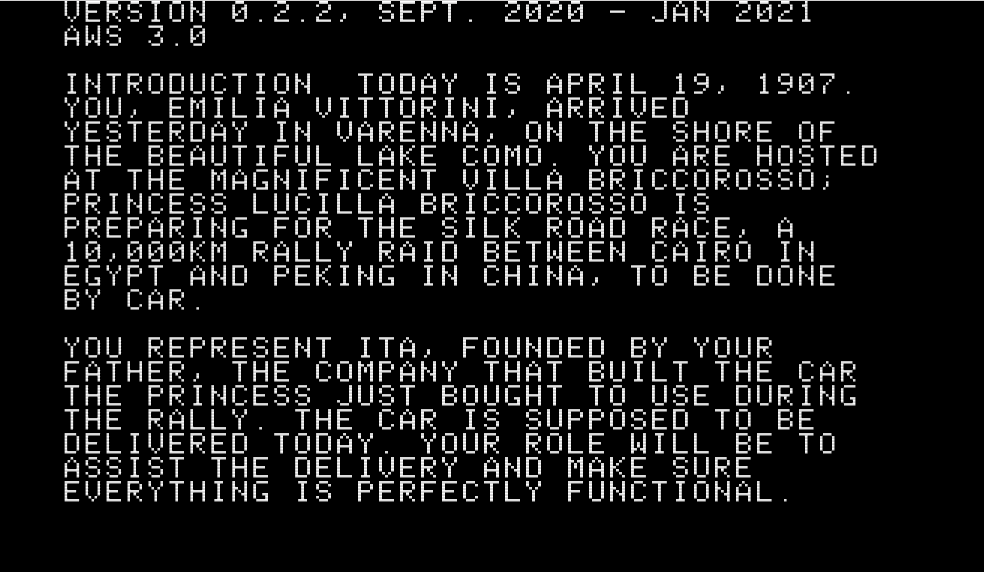 VERSION 0.2.2, SEPT. 2020 - JAN 2021
AWS 3.0
INTRODUCTION  TODAY IS APRIL 19, 1907.
YOU, EMILIA VITTORINI, ARRIVED
YESTERDAY IN VARENNA, ON THE SHORE OF
THE BEAUTIFUL LAKE COMO. YOU ARE HOSTED
AT THE MAGNIFICENT VILLA BRICCOROSSO;
PRINCESS LUCILLA BRICCOROSSO IS
PREPARING FOR THE SILK ROAD RACE, A
10,000KM RALLY RAID BETWEEN CAIRO IN
EGYPT AND PEKING IN CHINA, TO BE DONE
BY CAR.
YOU REPRESENT ITA, FOUNDED BY YOUR
FATHER, THE COMPANY THAT BUILT THE CAR
THE PRINCESS JUST BOUGHT TO USE DURING
THE RALLY. THE CAR IS SUPPOSED TO BE
DELIVERED TODAY. YOUR ROLE WILL BE TO
ASSIST THE DELIVERY AND MAKE SURE
EVERYTHING IS PERFECTLY FUNCTIONAL.